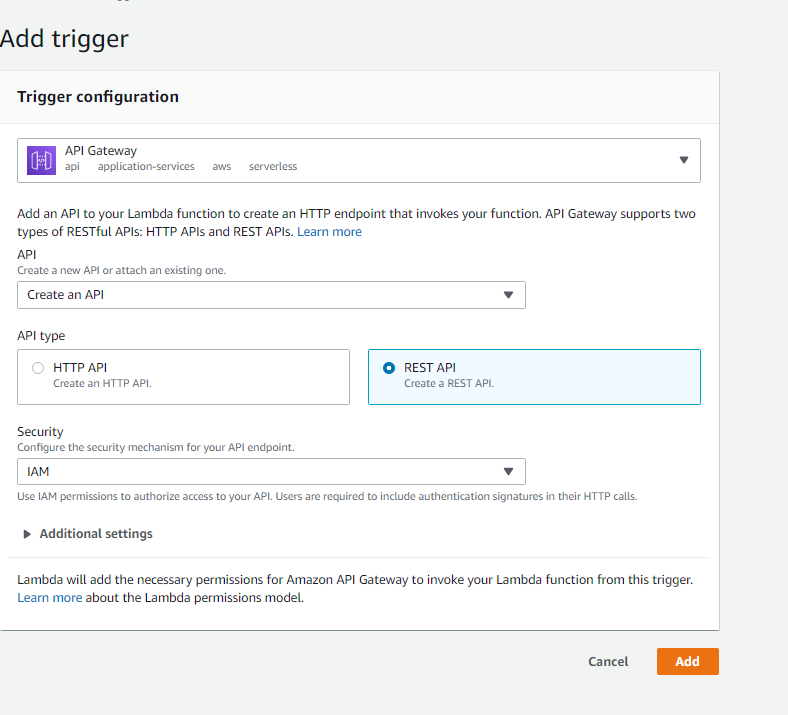 Add trigger
Trigger configuration
API Gateway
api application-services aws serverless
Add an API to your Lambda function to create an HTTP endpoint that invokes your function. API Gateway supports two
types of RESTful APIs: HTTP APIs and REST APIs. Learn more
API
Create a new API or attach an existing one.
Create an API
API type
HTTP API
Create an HTTP API.
REST API
Create a REST API.
Security
Configure the security mechanism for your API endpoint.
IAM
Use IAM permissions to authorize access to your API. Users are required to include authentication signatures in their HTTP calls.
Additional settings
Lambda will add the necessary permissions for Amazon API Gateway to invoke your Lambda function from this trigger.
Learn more about the Lambda permissions model.
Cancel Add